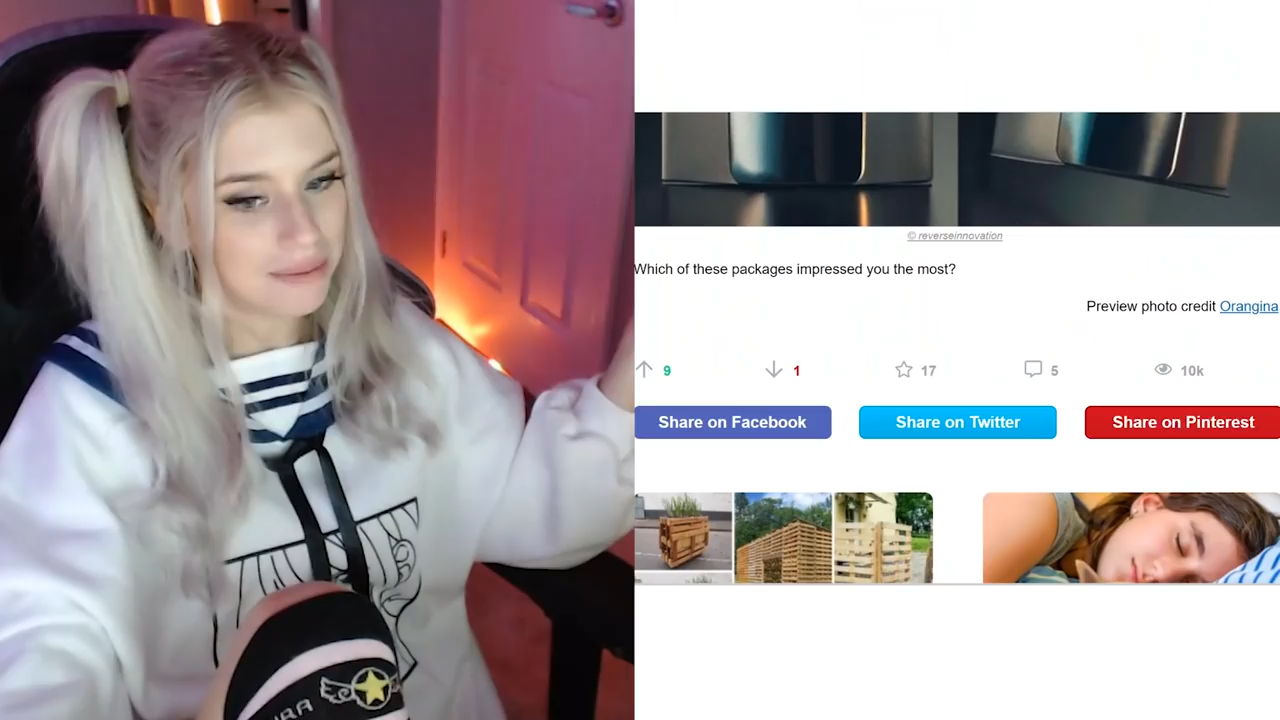 © reverseinnovation
Which of these packages impressed you the most?
Preview photo credit Orangina
9 1 17 5 10k
Share on Facebook Share on Twitter Share on Pinterest